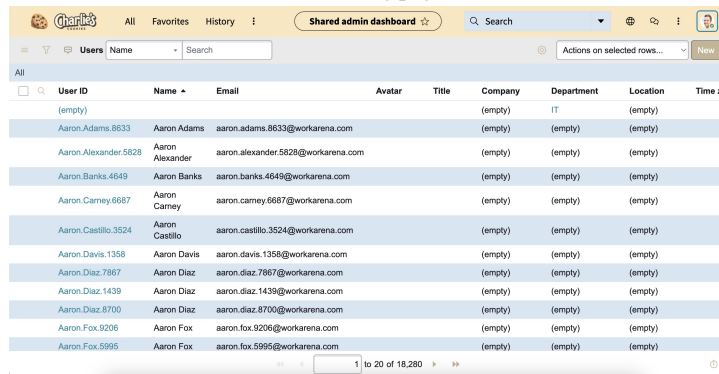 Charlie's All Favorites History Shared admin dashboard Search
COOKIES
Users Name Search Actions on selected rows... New
All
User ID Name Email Avatar Title Company Department Location Time z
(empty) (empty) IT (empty)
Aaron.Adams.8633 Aaron Adams aaron.adams.8633@workarena.com (empty) (empty) (empty)
Aaron.Alexander.5828 Aaron Alexander aaron.alexander.5828@workarena.com (empty) (empty) (empty)
Aaron.Banks.4649 Aaron Banks aaron.banks.4649@workarena.com (empty) (empty) (empty)
Aaron.Carney.6687 Aaron Carney aaron.carney.6687@workarena.com (empty) (empty) (empty)
Aaron.Castillo.3524 Aaron Castillo aaron.castillo.3524@workarena.com (empty) (empty) (empty)
Aaron.Davis.1358 Aaron Davis aaron.davis.1358@workarena.com (empty) (empty) (empty)
Aaron.Diaz.7867 Aaron Diaz aaron.diaz.7867@workarena.com (empty) (empty) (empty)
Aaron.Diaz.1439 Aaron Diaz aaron.diaz.1439@workarena.com (empty) (empty) (empty)
Aaron.Diaz.8700 Aaron Diaz aaron.diaz.8700@workarena.com (empty) (empty) (empty)
Aaron.Fox.9206 Aaron Fox aaron.fox.9206@workarena.com (empty) (empty) (empty)
Aaron.Fox.5995 Aaron Fox aaron.fox.5995@workarena.com (empty) (empty) (empty)
1 to 20 of 18,280